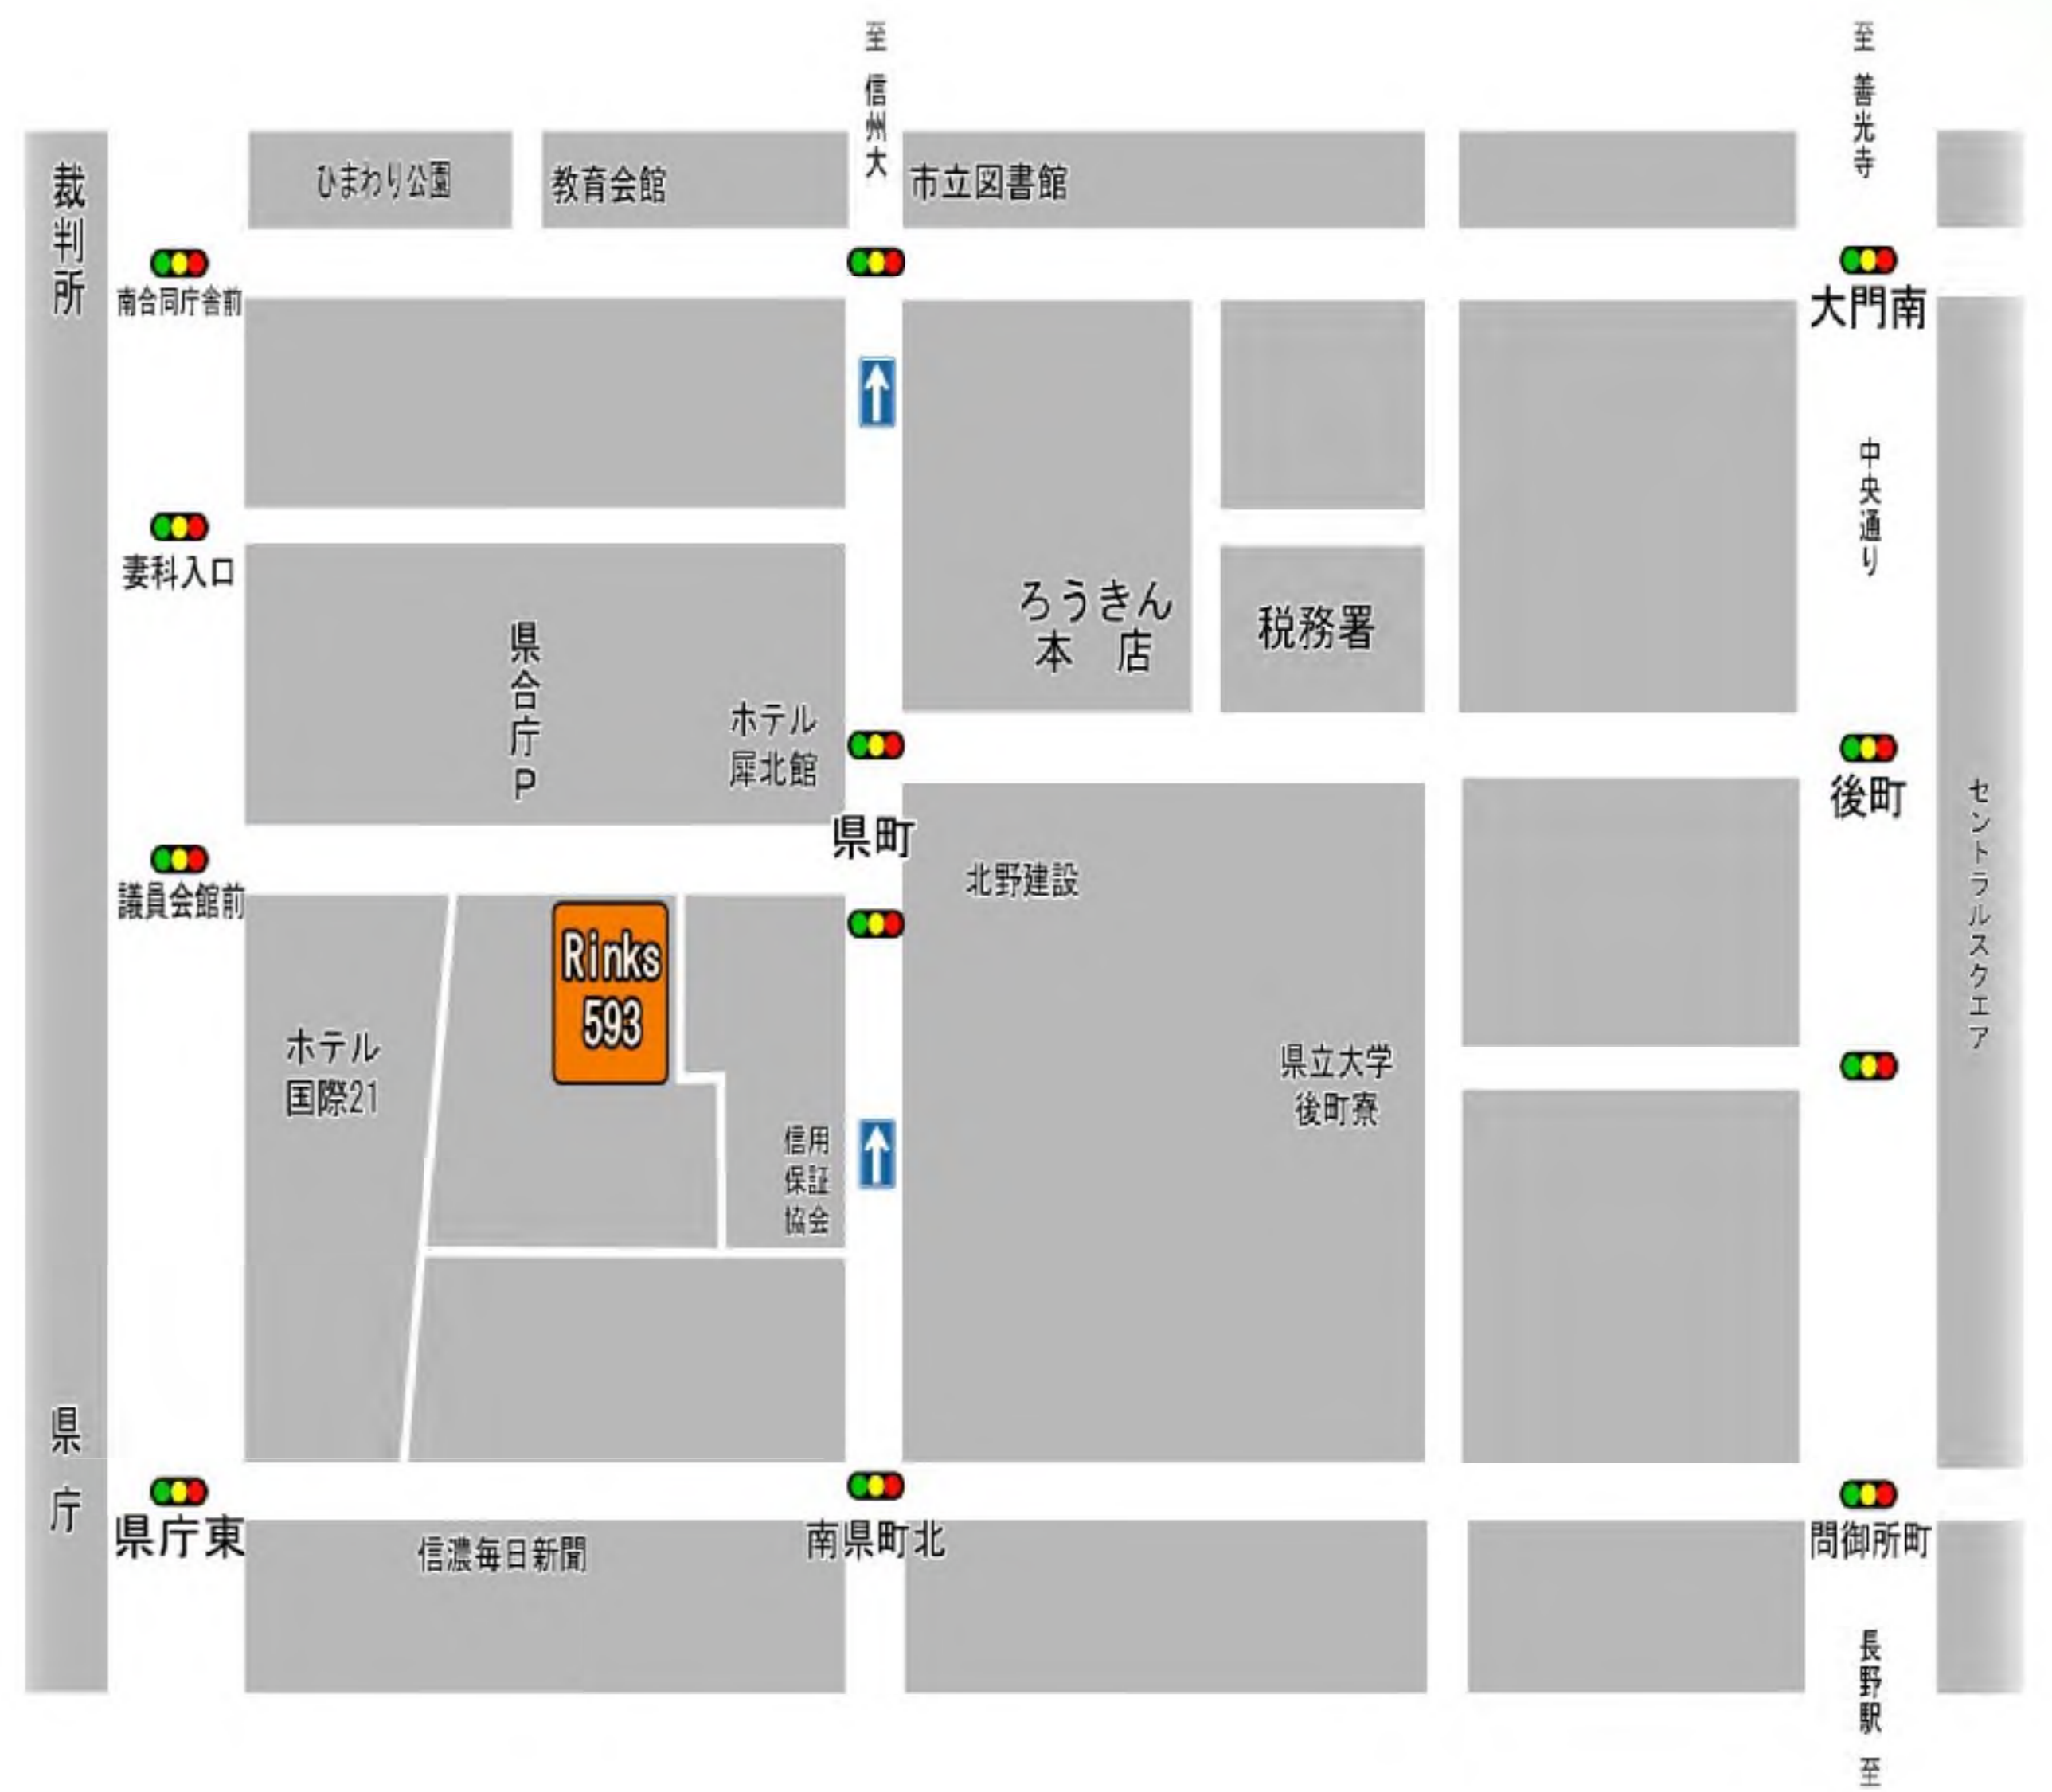 至 信州大
至 善光寺
裁判所
ひまわり公園
教育会館
市立図書館
南合同庁舎前
大門南
中央通り
妻科入口
県合庁P
ホテル
犀北館
ろうきん
本 店
税務署
後町
県町
セントラルスクエア
議員会館前
北野建設
Rinks
593
ホテル
国際21
県立大学
後町寮
信用
保証
協会
県庁
県庁東
信濃毎日新聞
南県町北
問御所町
長野駅 至